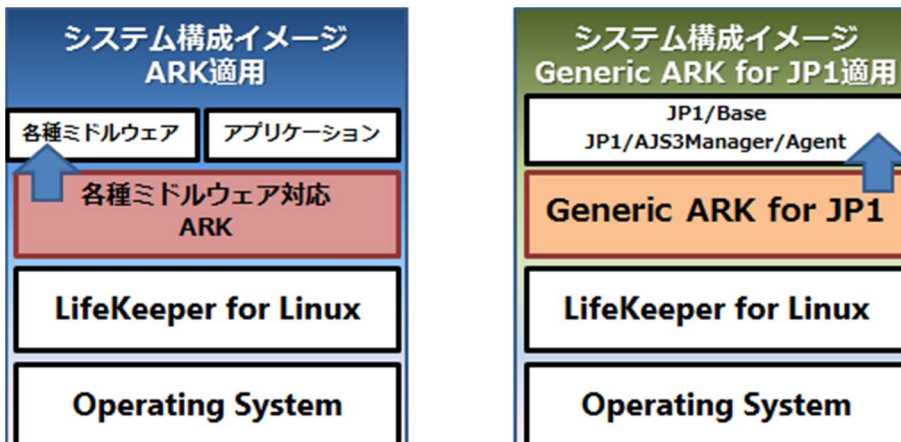 システム構成イメージ
ARK適用
各種ミドルウェア
アプリケーション
各種ミドルウェア対応
ARK
LifeKeeper for Linux
Operating System
システム構成イメージ
Generic ARK for JP1適用
JP1/Base
JP1/AJS3Manager/Agent
Generic ARK for JP1
LifeKeeper for Linux
Operating System